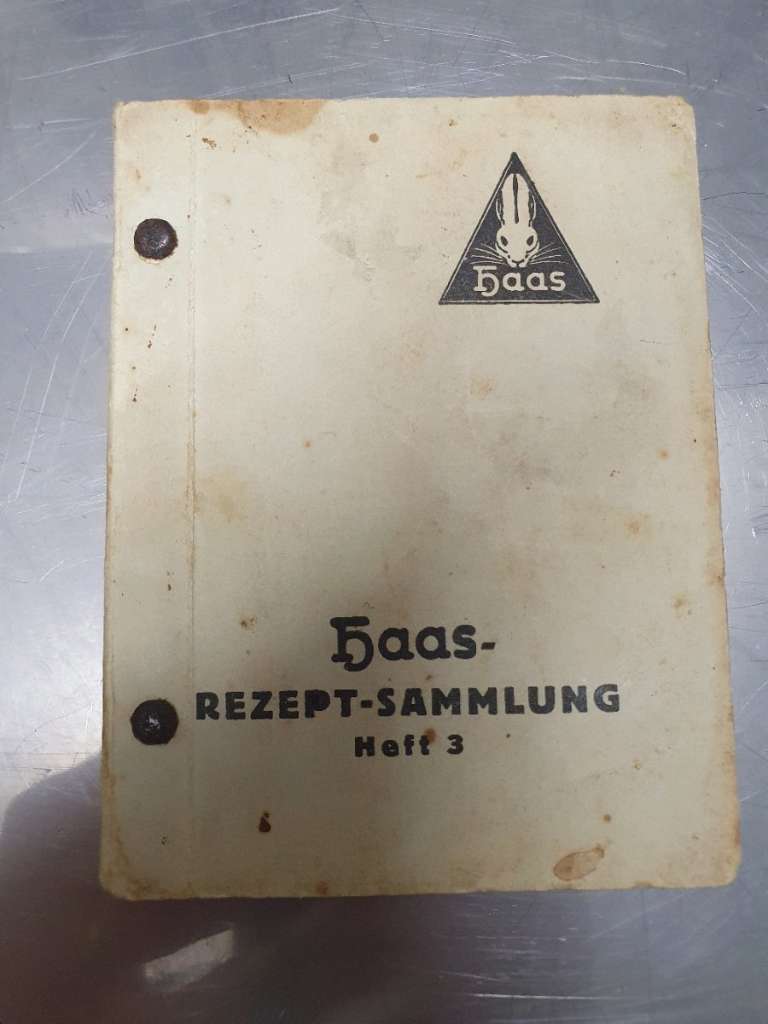 Haas
Haas-
REZEPT-SAMMLUNG
Heft 3